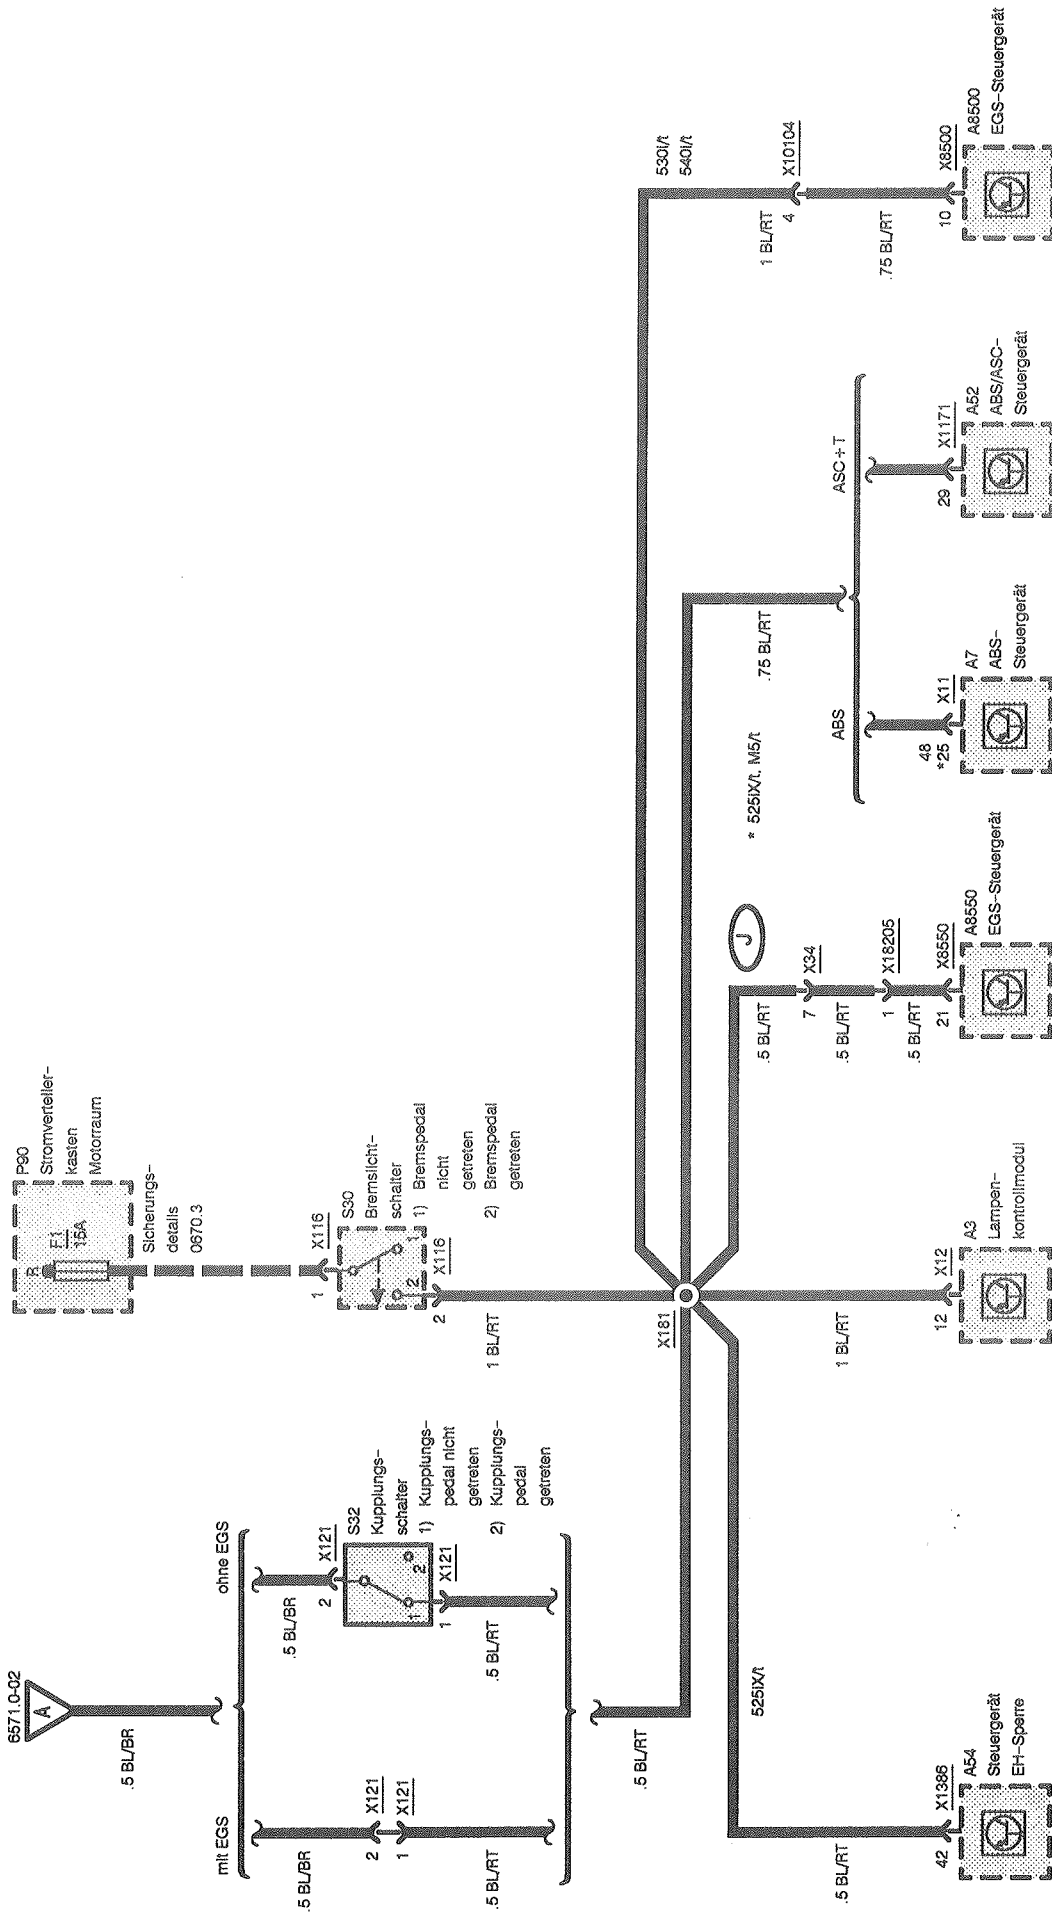 6571.0-02
A
.5 BL/BR
mit EGS
ohne EGS
.5 BL/BR
2
X121
1
X121
.5 BL/RT
.5 BL/BR
2
X121
S32
Kupplungs-
schalter
1) Kupplungs-
pedal nicht
getreten
2) Kupplungs-
pedal
getreten
1
2
1
X121
.5 BL/RT
.5 BL/RT
P90
Stromverteiler-
kasten
Motorraum
R
F1
15A
Sicherungs-
details
0670.3
1
X116
S30
Bremslicht-
schalter
1) Bremspedal
nicht
getreten
2) Bremspedal
getreten
2
1
2
X116
1 BL/RT
X181
525iX/t
.5 BL/RT
42
X1386
A54
Steuergerät
EH-Sperre
1 BL/RT
12
X12
A3
Lampen-
kontrollmodul
J
.5 BL/RT
7
X34
.5 BL/RT
1
X18205
.5 BL/RT
21
X8550
A8550
EGS-Steuergerät
* 525iX/t, M5/t
.75 BL/RT
ABS
ASC+T
48
*25
X11
A7
ABS-
Steuergerät
29
X1171
A52
ABS/ASC-
Steuergerät
530i/t
540i/t
1 BL/RT
4
X10104
.75 BL/RT
10
X8500
A8500
EGS-Steuergerät